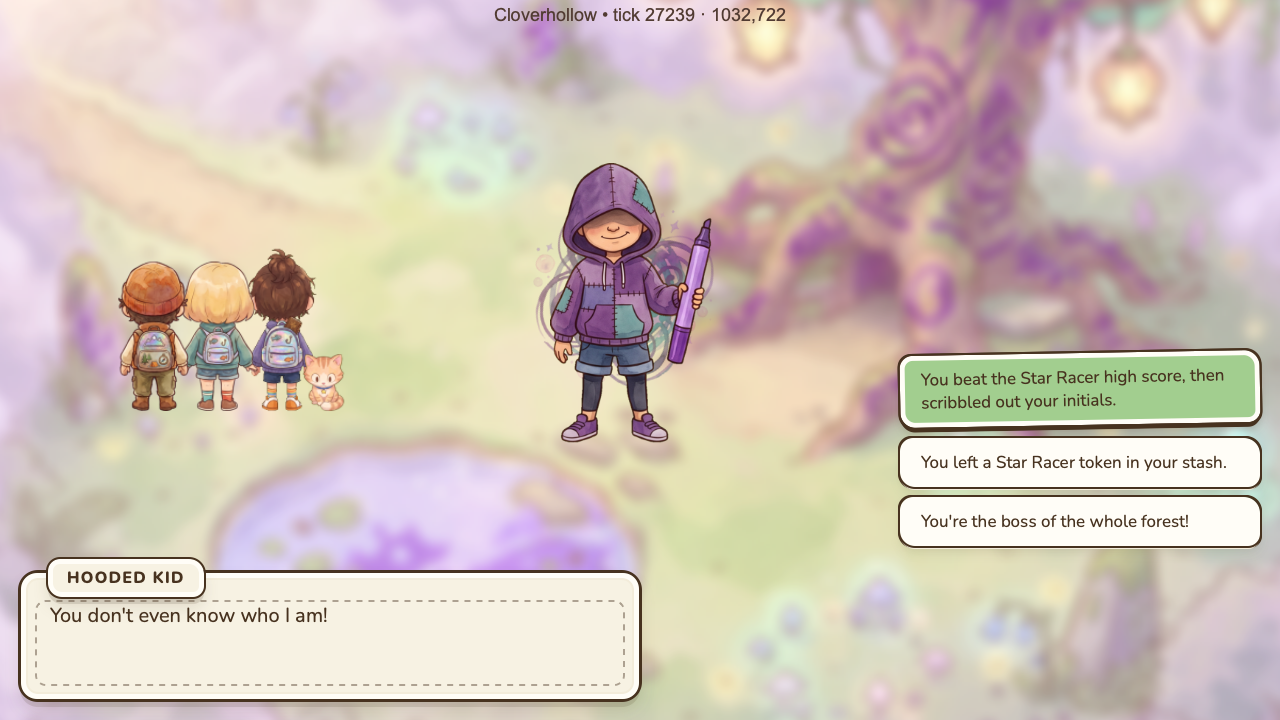 Cloverhollow • tick 27239 · 1032,722
You beat the Star Racer high score, then
scribbled out your initials.
You left a Star Racer token in your stash.
You're the boss of the whole forest!
HOODED KID
You don't even know who I am!